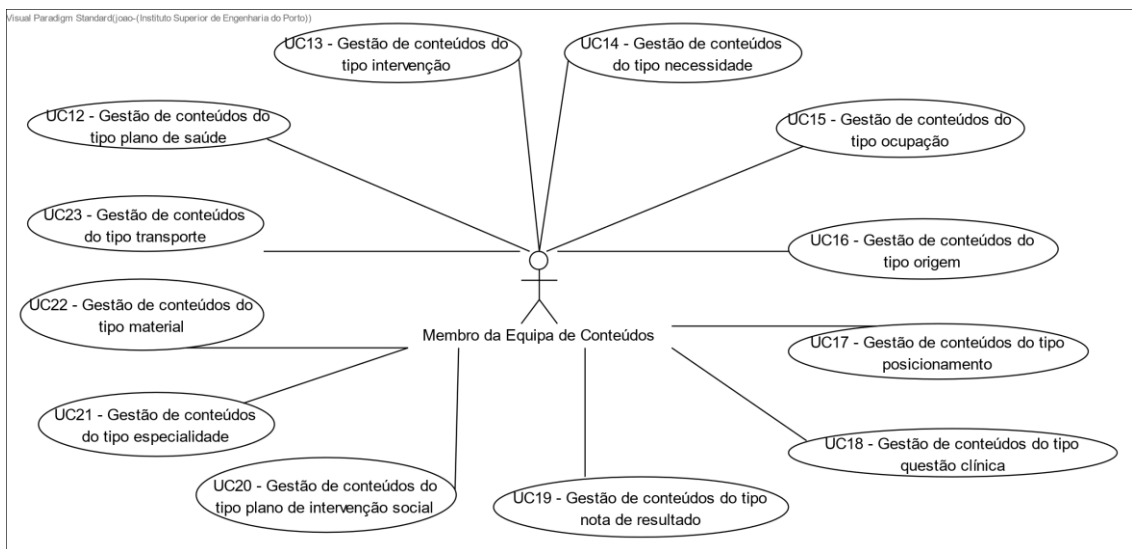 Visual Paradigm Standard(joao-(Instituto Superior de Engenharia do Porto))
UC13 - Gestão de conteúdos do
tipo intervenção
UC14 - Gestão de conteúdos
do tipo necessidade
UC12 - Gestão de conteúdos do
tipo plano de saúde
UC15 - Gestão de conteúdos do
tipo ocupação
UC23 - Gestão de conteúdos
do tipo transporte
UC16 - Gestão de conteúdos do
tipo origem
UC22 - Gestão de conteúdos do
tipo material
Membro da Equipa de Conteúdos
UC17 - Gestão de conteúdos do tipo
posicionamento
UC21 - Gestão de conteúdos
do tipo especialidade
UC18 - Gestão de conteúdos do tipo
questão clínica
UC20 - Gestão de conteúdos do
tipo plano de intervenção social
UC19 - Gestão de conteúdos do tipo
nota de resultado